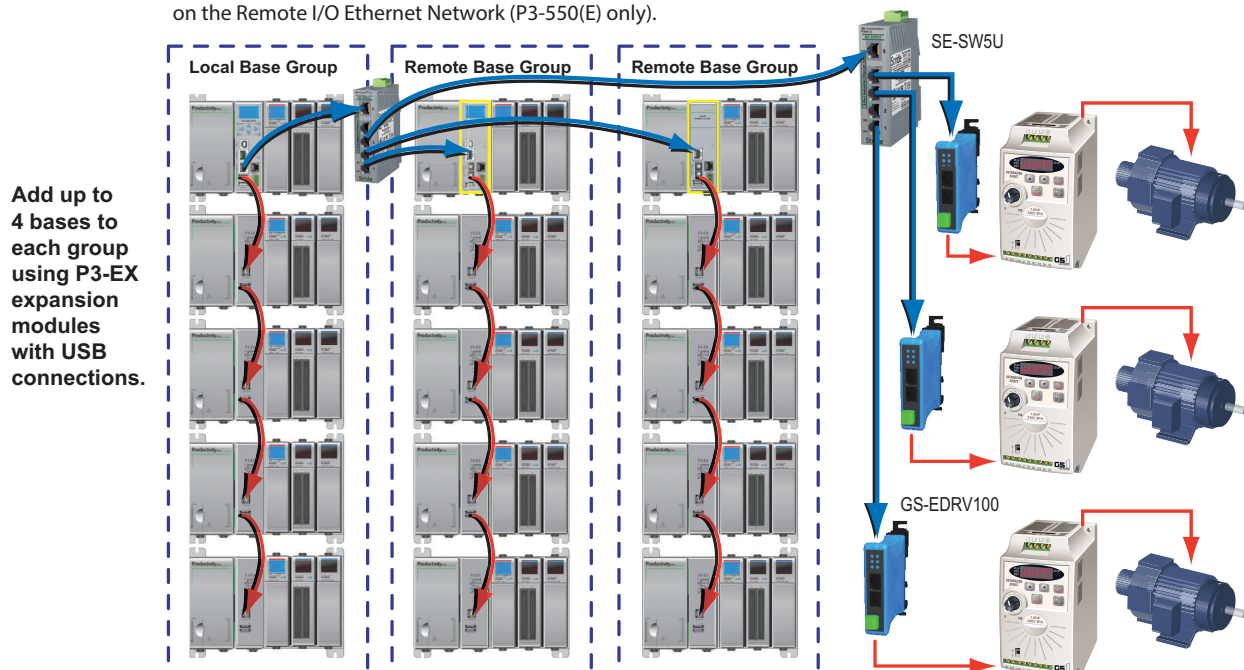 on the Remote I/O Ethernet Network (P3-550(E) only).
SE-SW5U
Local Base Group
Remote Base Group
Remote Base Group
Add up to
4 bases to
each group
using P3-EX
expansion
modules
with USB
connections.
GS-EDRV100